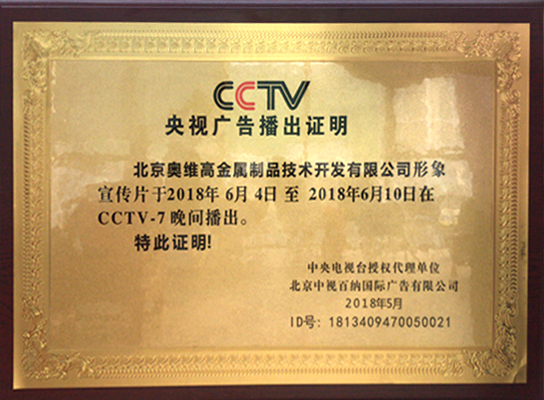 CCTV
央视广告播出证明
北京奥维高金属制品技术开发有限公司形象
宣传片于2018年 6月 4日 至 2018年6月10日在
CCTV-7 晚间播出。
特此证明!
中央电视台授权代理单位
北京中视百纳国际广告有限公司
2018年5月
ID号: 1813409470050021